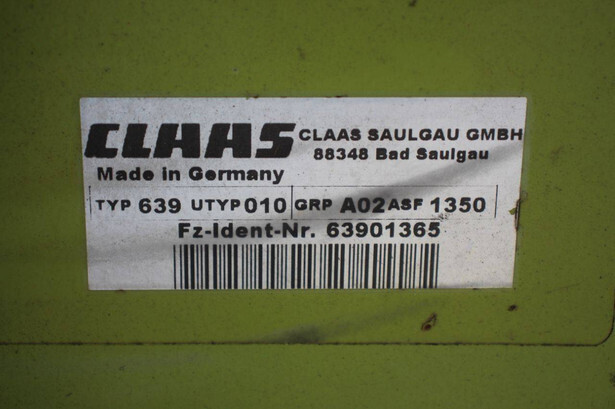 CLAAS CLAAS SAULGAU GMBH
88348 Bad Saulgau
Made in Germany
TYP 639 UTYP 010 GRP A02 ASF 1350
Fz-Ident-Nr. 63901365